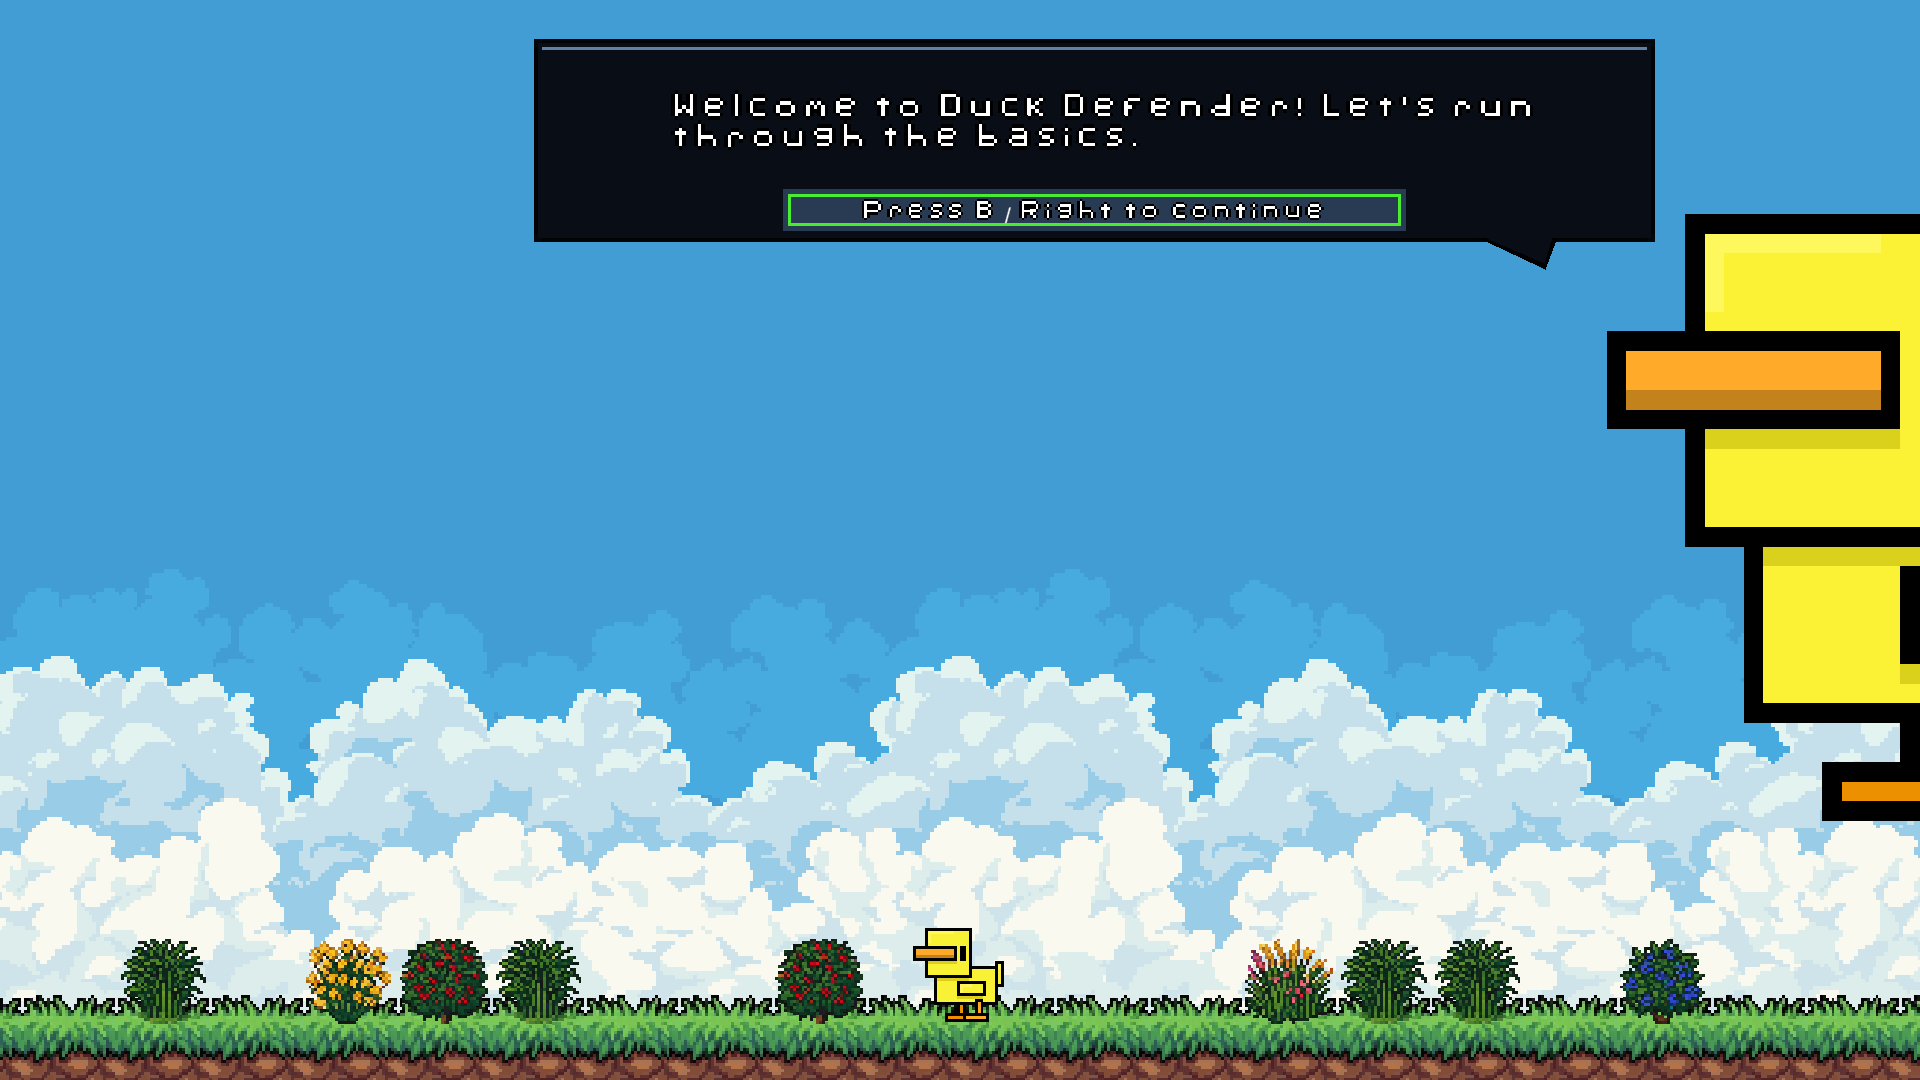 Welcome to Duck Defender! Let's run
through the basics.
Press B / Right to continue